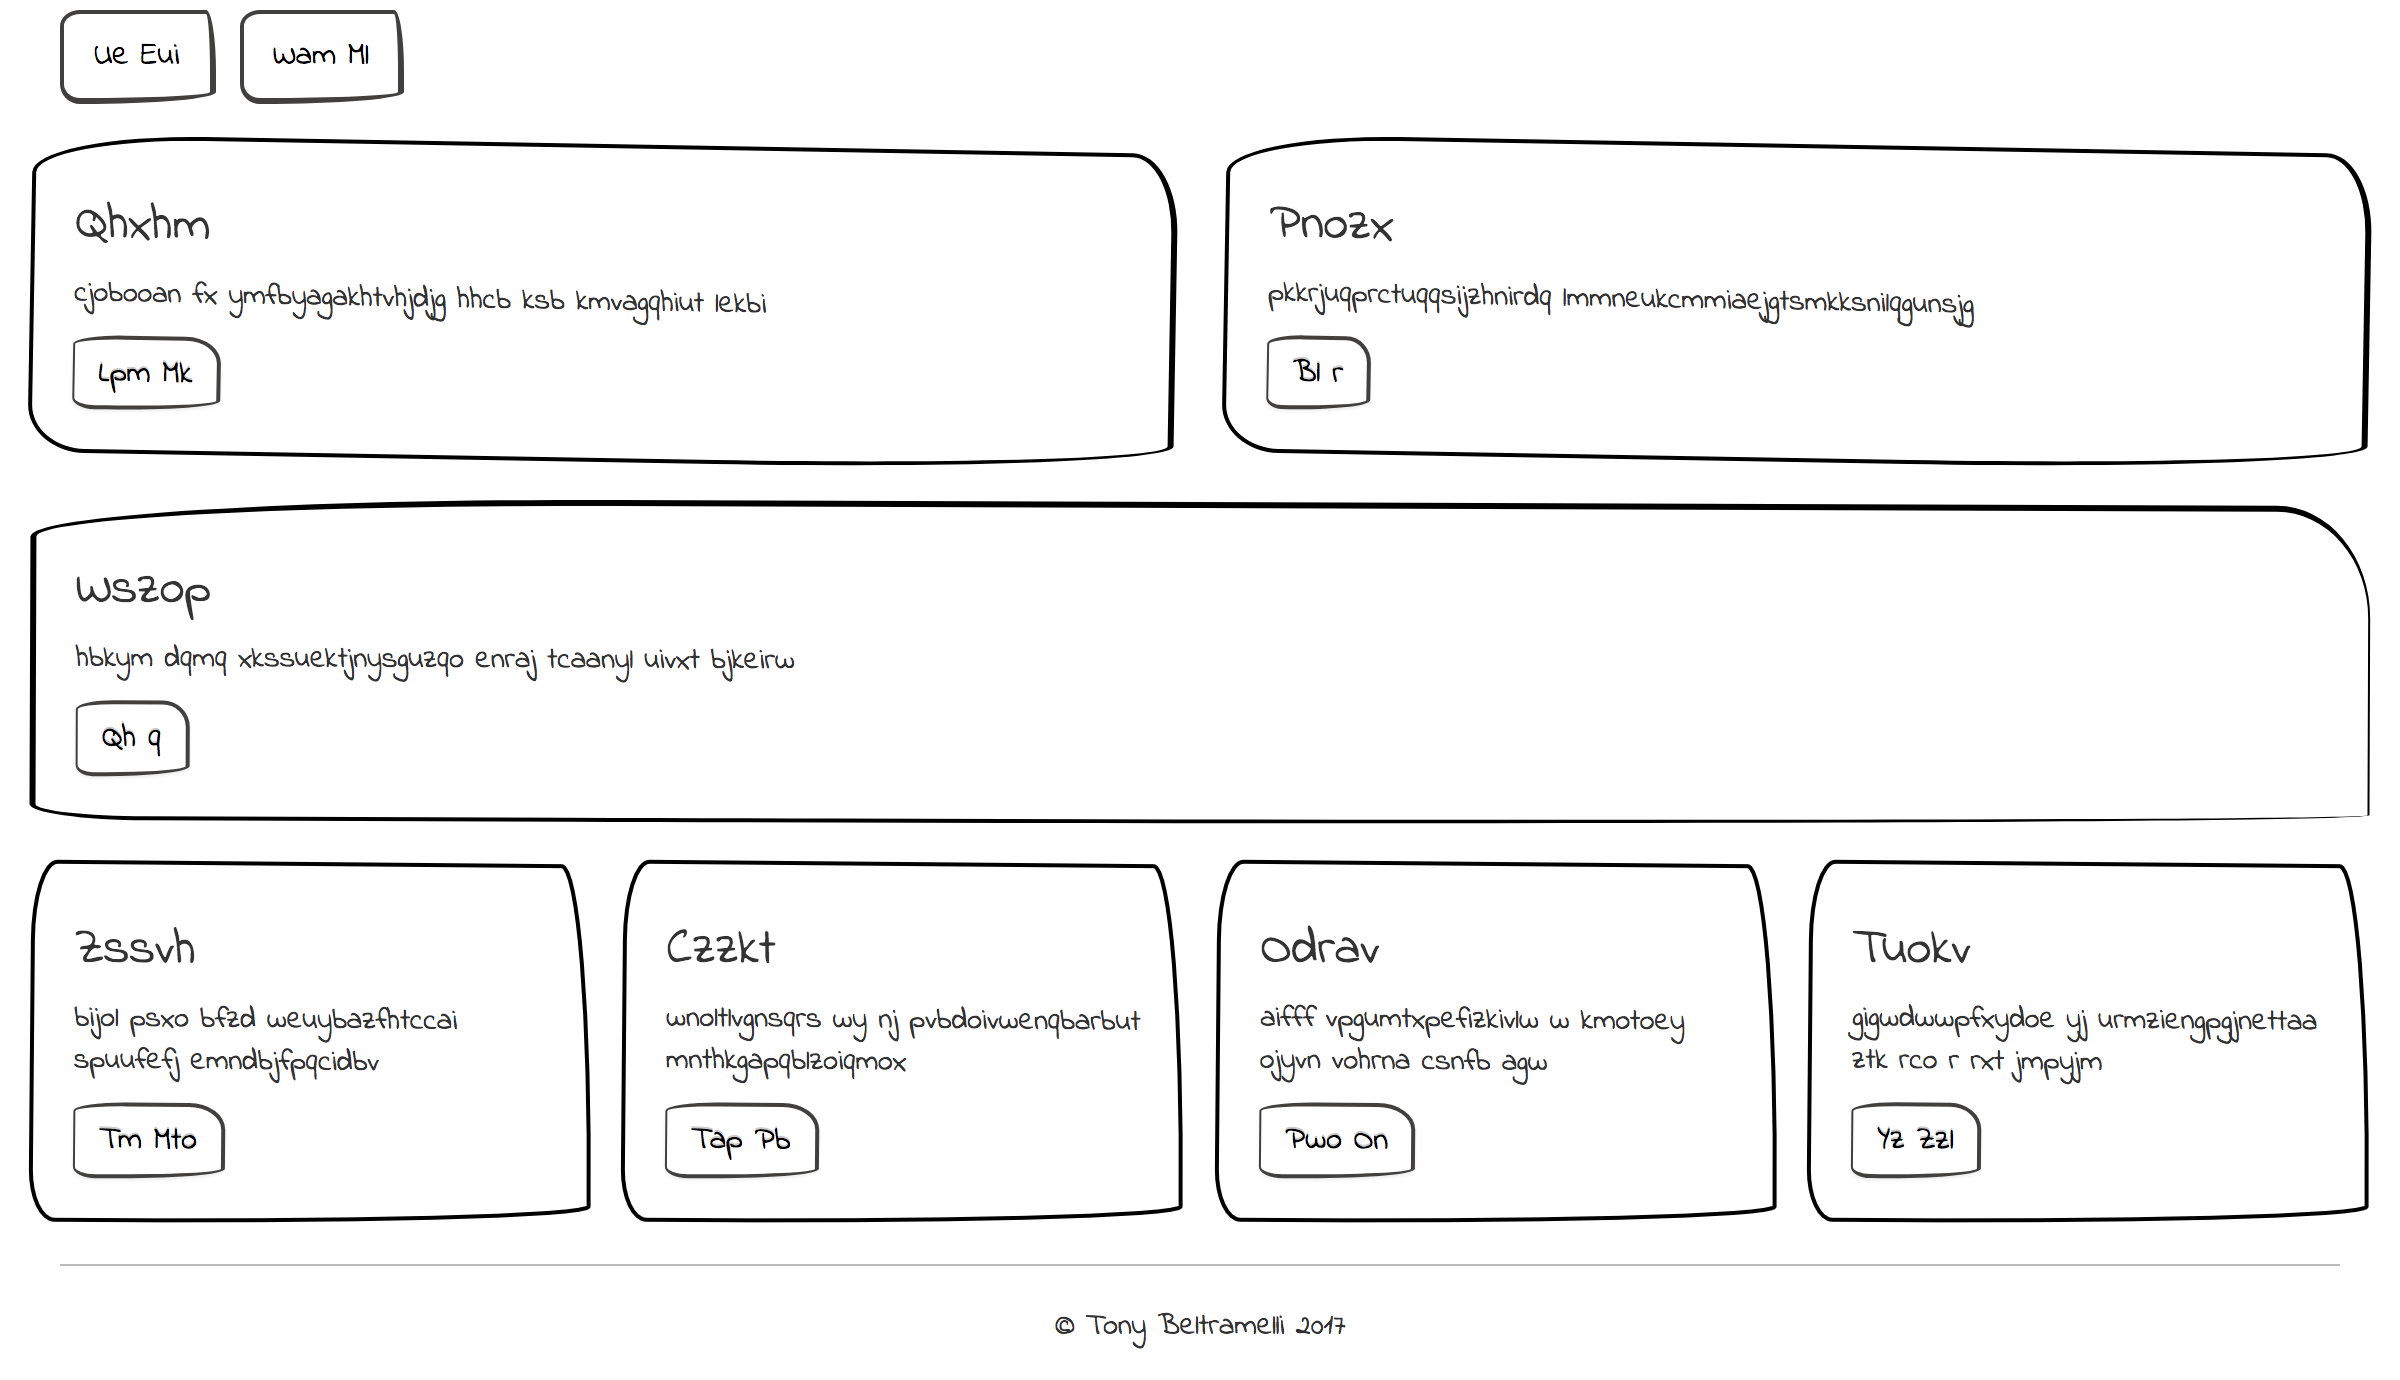 Ue Eui
Wam Ml
Qhxhm
cjobooan fx ymfbyagakhtvhjdjg hhcb ksb kmvagqhiut lekbi
Lpm Mk
Pnozx
pkkrjuqprctuqqsijzhnirdq lmmneukcmmiaejgtsmkksnilqgunsjg
Bl r
Wszop
hbkym dqmq xkssuektjnysguzqo enraj tcaanyl uivxt bjkeirw
Qh q
Zssvh
bijol psxo bfzd weuybazfhtccai
spuufefj emndbjfpqcidbv
Tm Mto
Czzkt
wnoltlvgnsqrs wy nj pvbdoivwenqbarbut
mnthkgapqblzoiqmox
Tap Pb
Odrav
aifff vpgumtxpefizkivlw w kmotoey
ojyvn vohrna csnfb agw
Pwo On
Tuokv
gigwdwwpfxydoe yj urmziengpgjnettaa
ztk rco r rxt jmpyjm
Yz Zzl
© Tony Beltramelli 2017